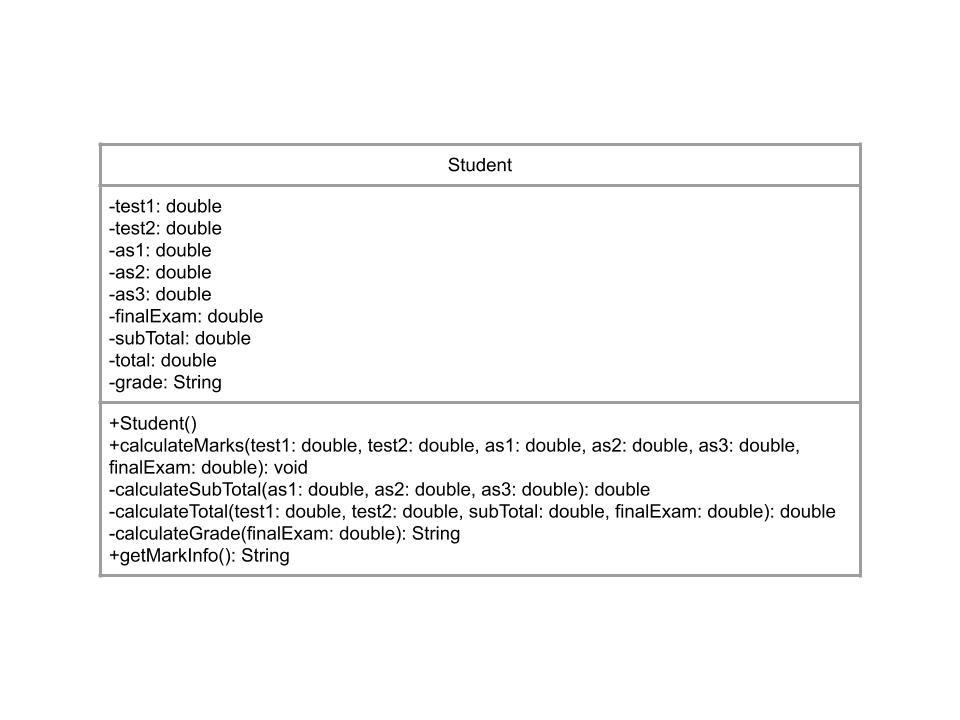 Student
-test1: double
-test2: double
-as1: double
-as2: double
-as3: double
-finalExam: double
-subTotal: double
-total: double
-grade: String
+Student()
+calculateMarks(test1: double, test2: double, as1: double, as2: double, as3: double,
finalExam: double): void
-calculateSubTotal(as1: double, as2: double, as3: double): double
-calculateTotal(test1: double, test2: double, subTotal: double, finalExam: double): double
-calculateGrade(finalExam: double): String
+getMarkInfo(): String